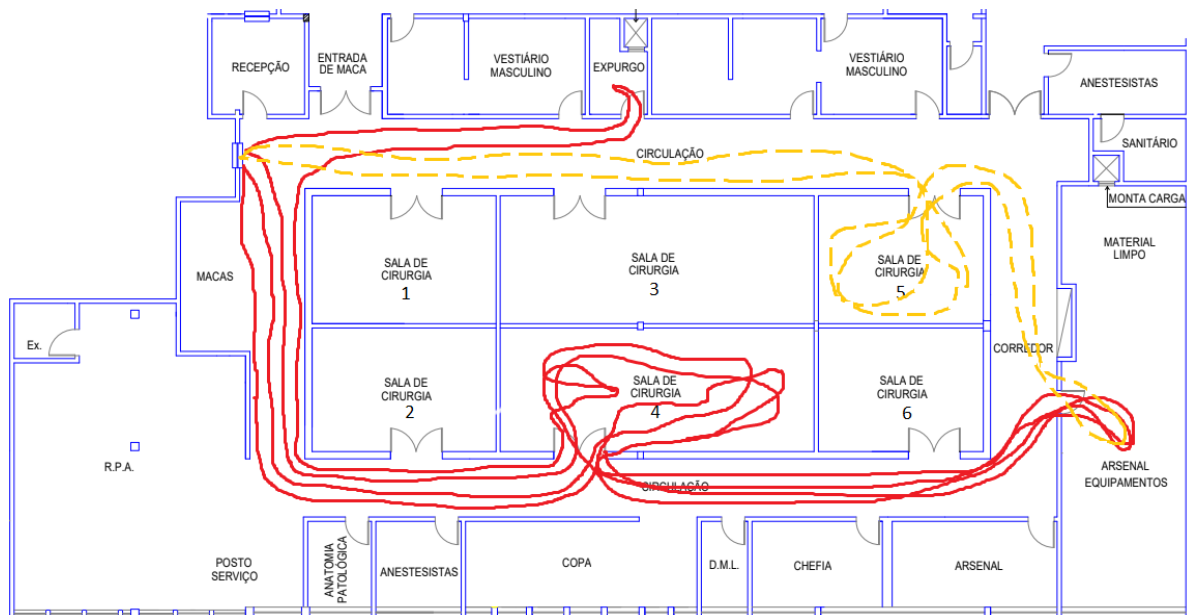 RECEPÇÃO
ENTRADA
DE MACA
VESTIÁRIO
MASCULINO
EXPURGO
VESTIÁRIO
MASCULINO
ANESTESISTAS
SANITÁRIO
CIRCULAÇÃO
MONTA CARGA
MATERIAL
LIMPO
MACAS
SALA DE
CIRURGIA
1
SALA DE
CIRURGIA
3
SALA DE
CIRURGIA
5
Ex.
CORREDOR
SALA DE
CIRURGIA
2
SALA DE
CIRURGIA
4
SALA DE
CIRURGIA
6
R.P.A.
ARSENAL
EQUIPAMENTOS
CIRCULAÇÃO
POSTO
SERVIÇO
ANATOMIA
PATOLÓGICA
ANESTESISTAS
COPA
D.M.L.
CHEFIA
ARSENAL